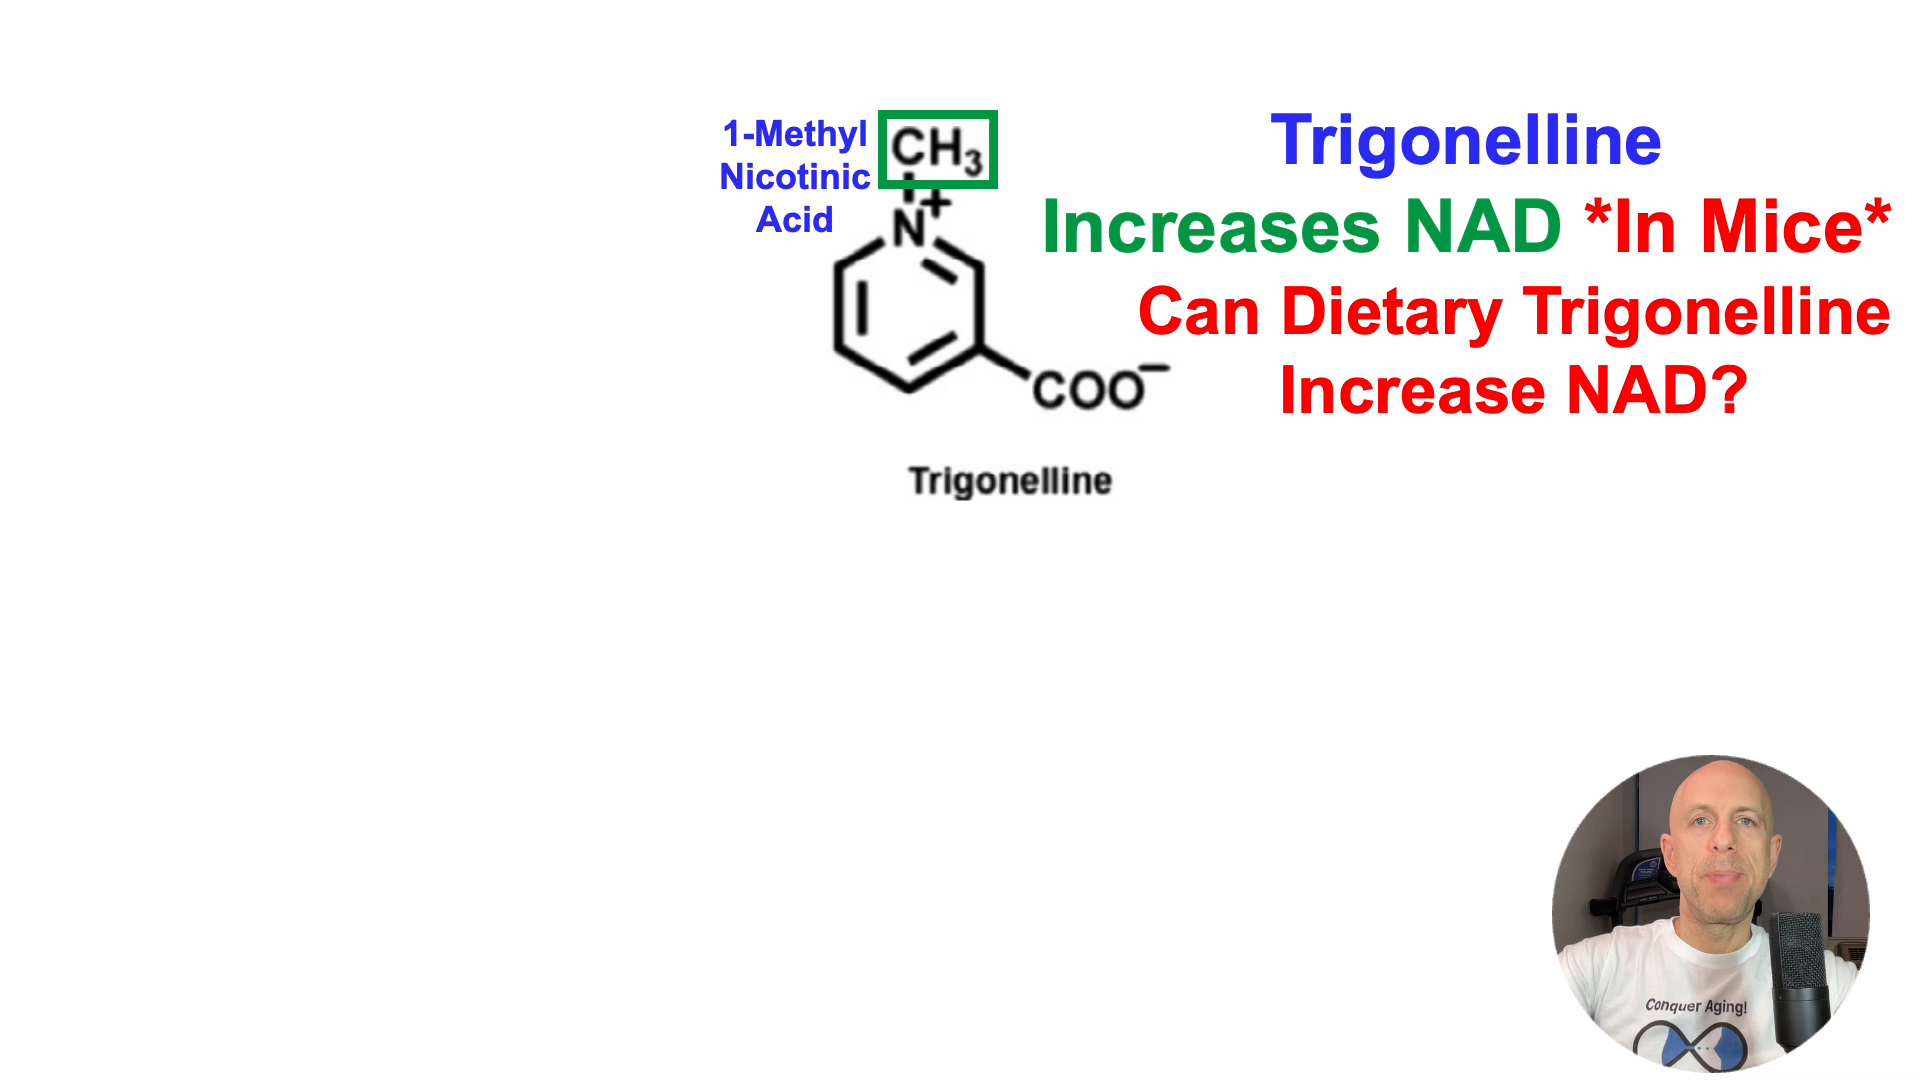 1-Methyl
Nicotinic
Acid
CH3
N+
COO−
Trigonelline
Trigonelline
Increases NAD *In Mice*
Can Dietary Trigonelline
Increase NAD?
Conquer Aging!